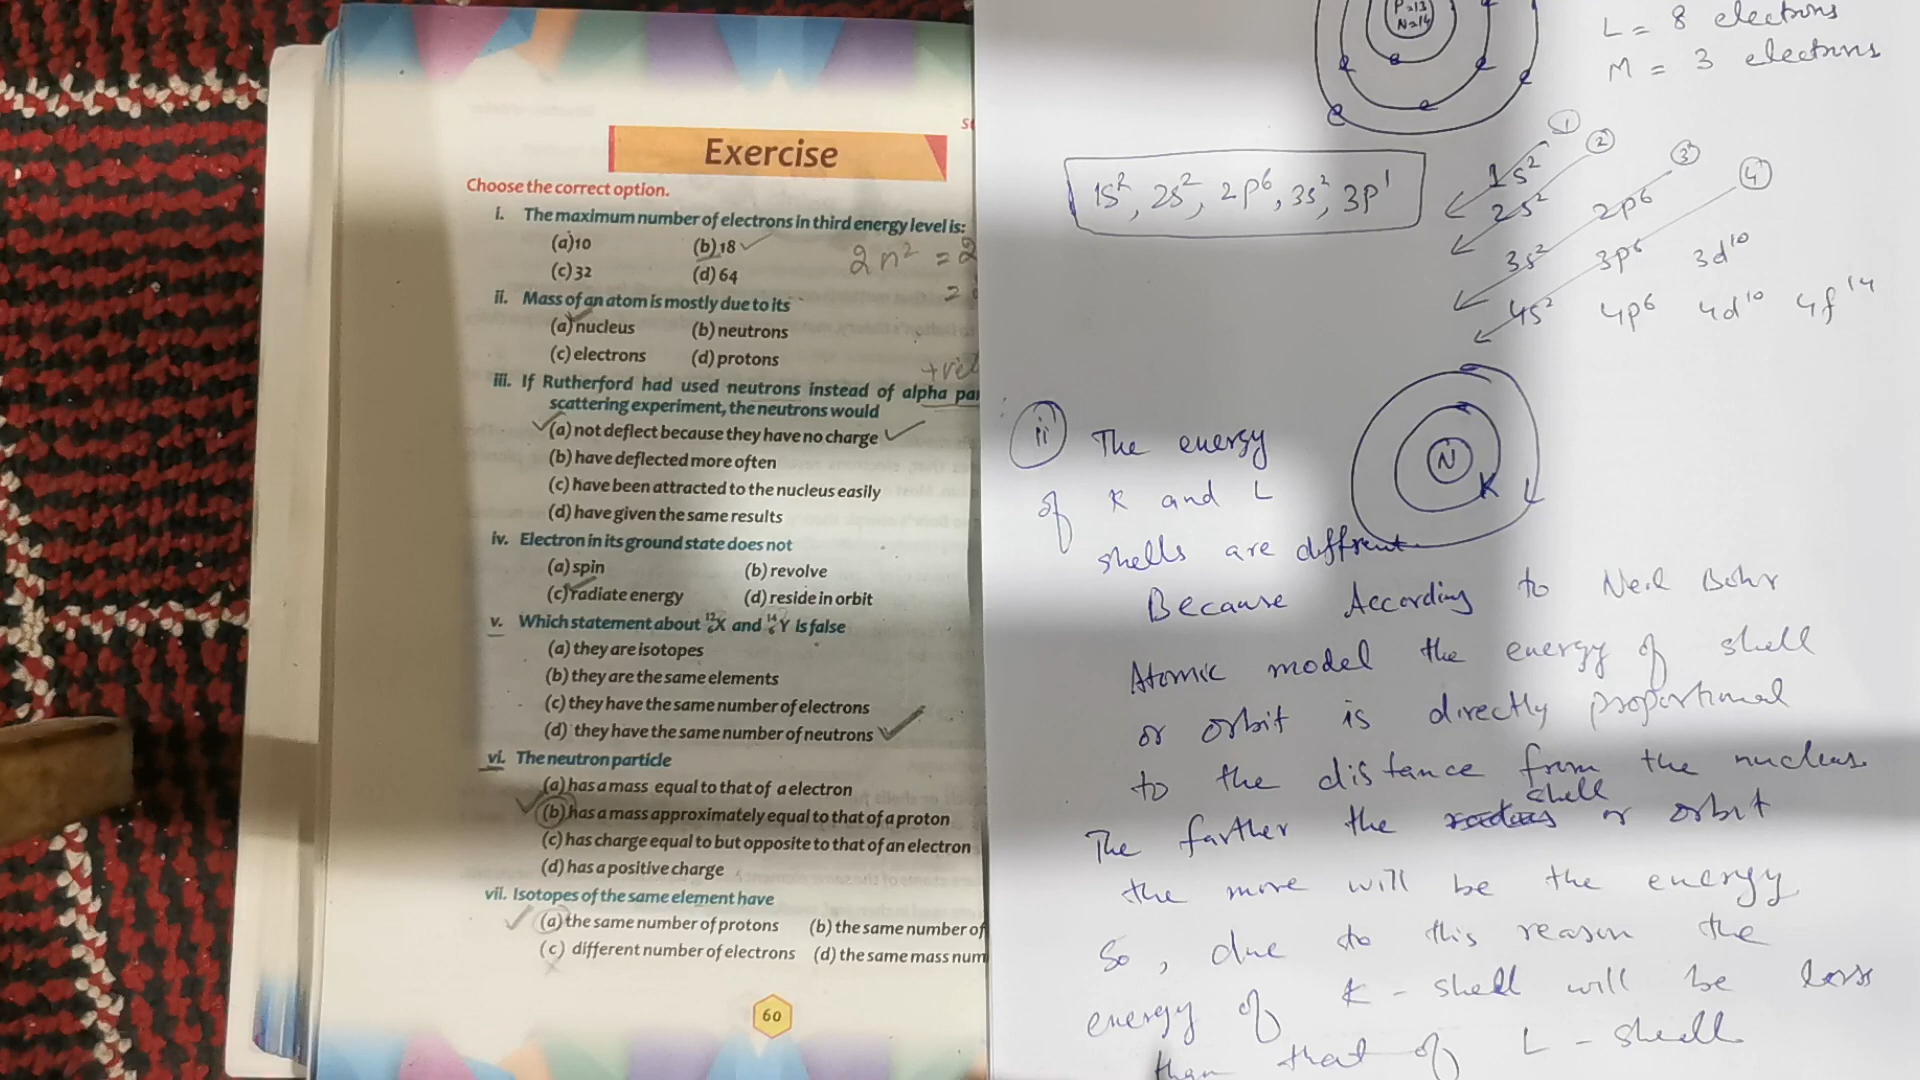 Exercise
Choose the correct option.
i. The maximum number of electrons in third energy level is:
(a) 10 (b) 18
(c) 32 (d) 64
2n² = 2
=
ii. Mass of an atom is mostly due to its
(a) nucleus (b) neutrons
(c) electrons (d) protons
iii. If Rutherford had used neutrons instead of alpha
scattering experiment, the neutrons would
(a) not deflect because they have no charge
(b) have deflected more often
(c) have been attracted to the nucleus easily
(d) have given the same results
iv. Electron in its ground state does not
(a) spin (b) revolve
(c) radiate energy (d) reside in orbit
v. Which statement about ¹²₆X and ¹⁴₆Y is false
(a) they are isotopes
(b) they are the same elements
(c) they have the same number of electrons
(d) they have the same number of neutrons
vi. The neutron particle
(a) has a mass equal to that of a electron
(b) has a mass approximately equal to that of a proton
(c) has charge equal to but opposite to that of an electron
(d) has a positive charge
vii. Isotopes of the same element have
(a) the same number of protons (b) the same number of
(c) different number of electrons (d) the same mass num
60
P=13
N=14
L = 8 electrons
M = 3 electrons
1s², 2s², 2p⁶, 3s², 3p¹
1 2 3 4
1s²
2s² 2p⁶
3s² 3p⁶ 3d¹⁰
4s² 4p⁶ 4d¹⁰ 4f¹⁴
N K L
ii The energy
of K and L
shells are diffrent.
Because According to Neil Bohr
Atomic model the energy of shell
or orbit is directly proportional
to the distance from the nucleus.
The farther the shell or orbit
the more will be the energy
So, due to this reason the
energy of K - shell will be less
than that of L - shell